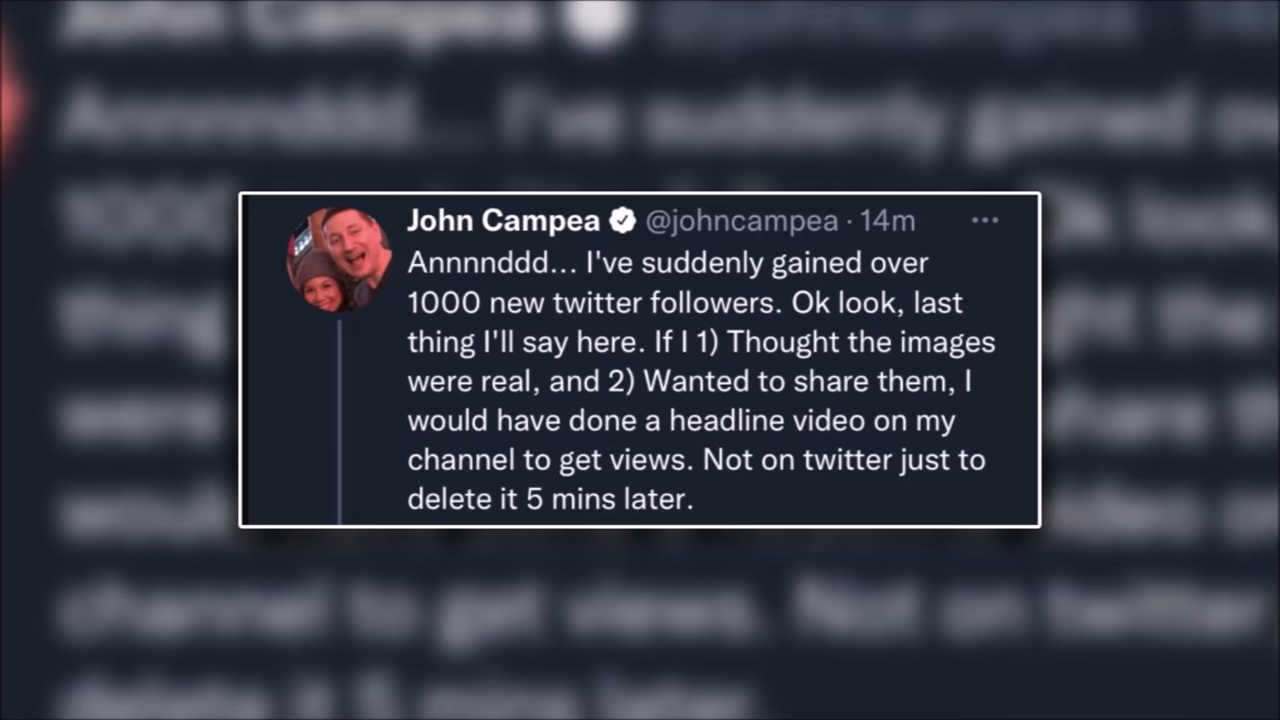 John Campea @johncampea · 14m ...
Annnnddd... I've suddenly gained over
1000 new twitter followers. Ok look, last
thing I'll say here. If I 1) Thought the images
were real, and 2) Wanted to share them, I
would have done a headline video on my
channel to get views. Not on twitter just to
delete it 5 mins later.